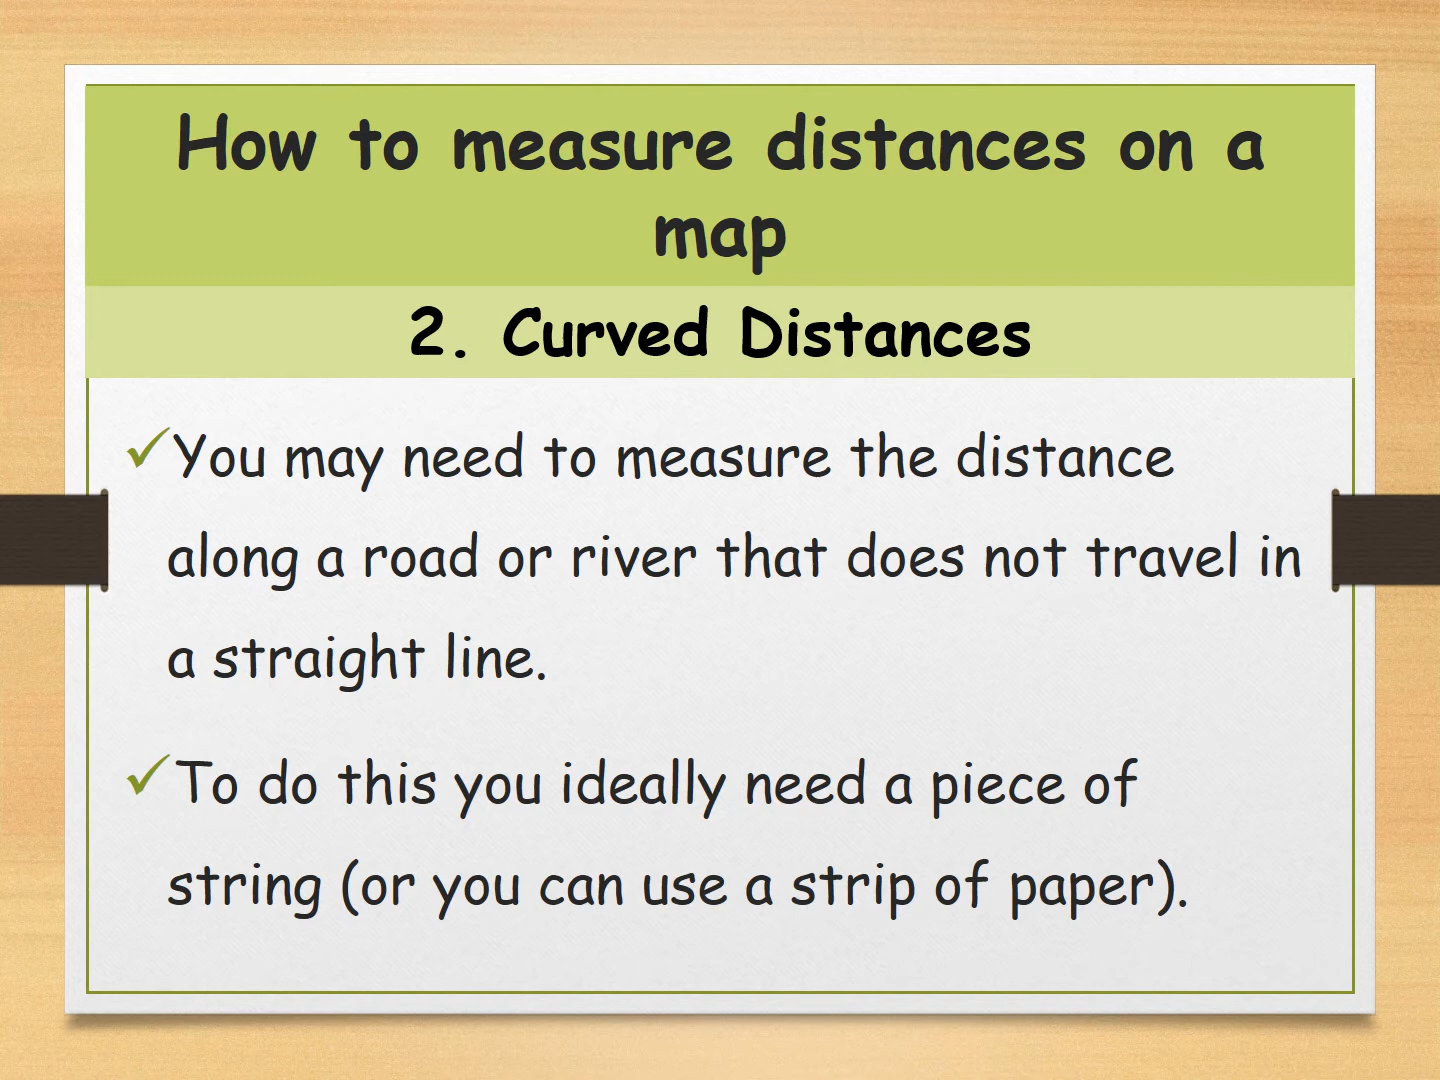 How to measure distances on a
map
2. Curved Distances
✓You may need to measure the distance
along a road or river that does not travel in
a straight line.
✓To do this you ideally need a piece of
string (or you can use a strip of paper).